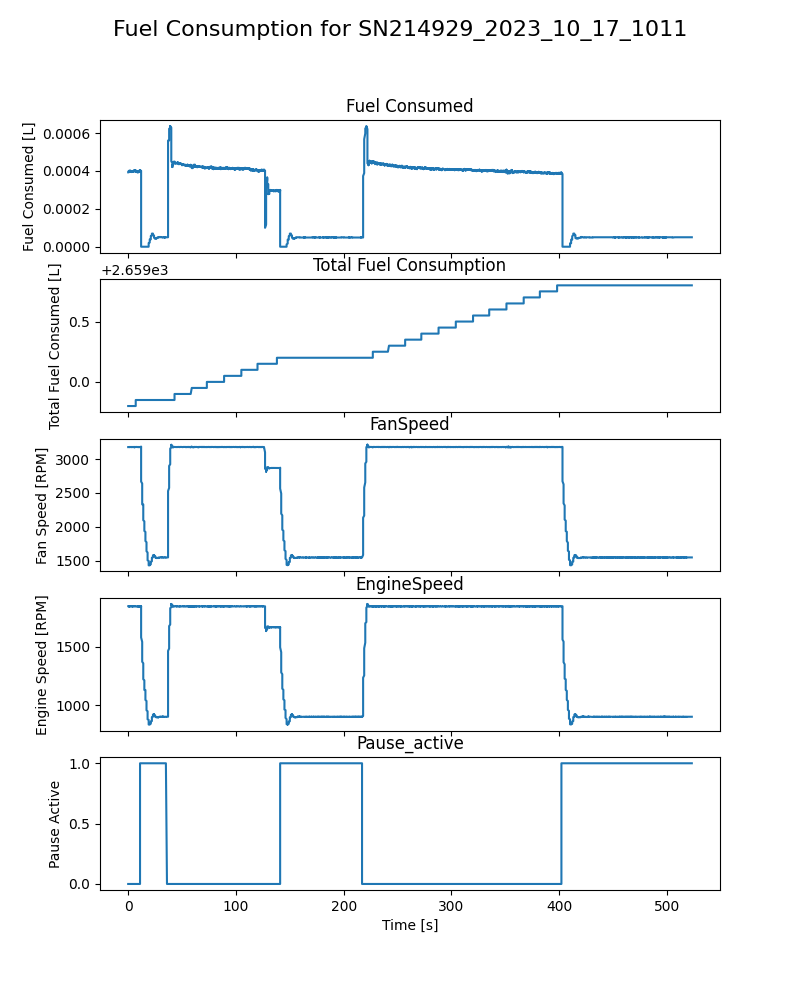 Fuel Consumption for SN214929_2023_10_17_1011
Fuel Consumed
Fuel Consumed [L]
0.0006
0.0004
0.0002
0.0000
Total Fuel Consumption
+2.659e3
Total Fuel Consumed [L]
0.5
0.0
FanSpeed
Fan Speed [RPM]
3000
2500
2000
1500
EngineSpeed
Engine Speed [RPM]
1500
1000
Pause_active
Pause Active
1.0
0.5
0.0
0 100 200 300 400 500
Time [s]